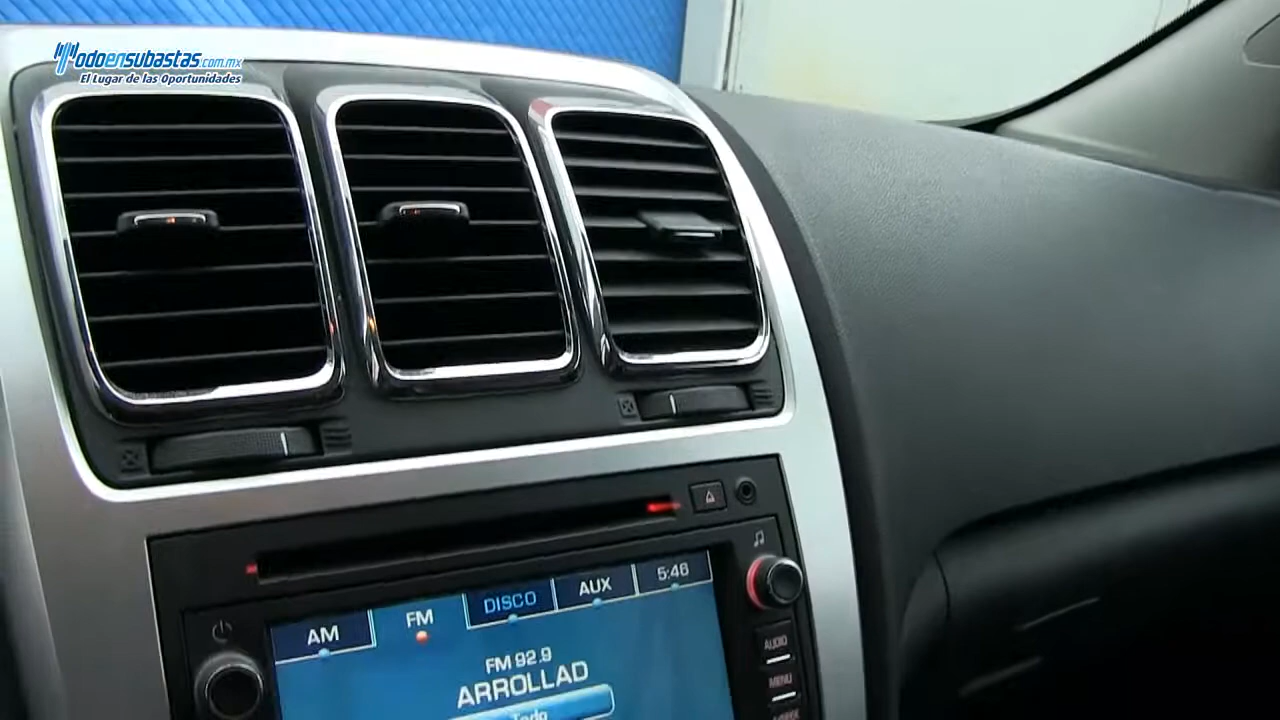 Todoensubastas.com.mx
El Lugar de las Oportunidades
AM FM DISCO AUX 5:46
FM 92.9
ARROLLAD
AUDIO
MENU